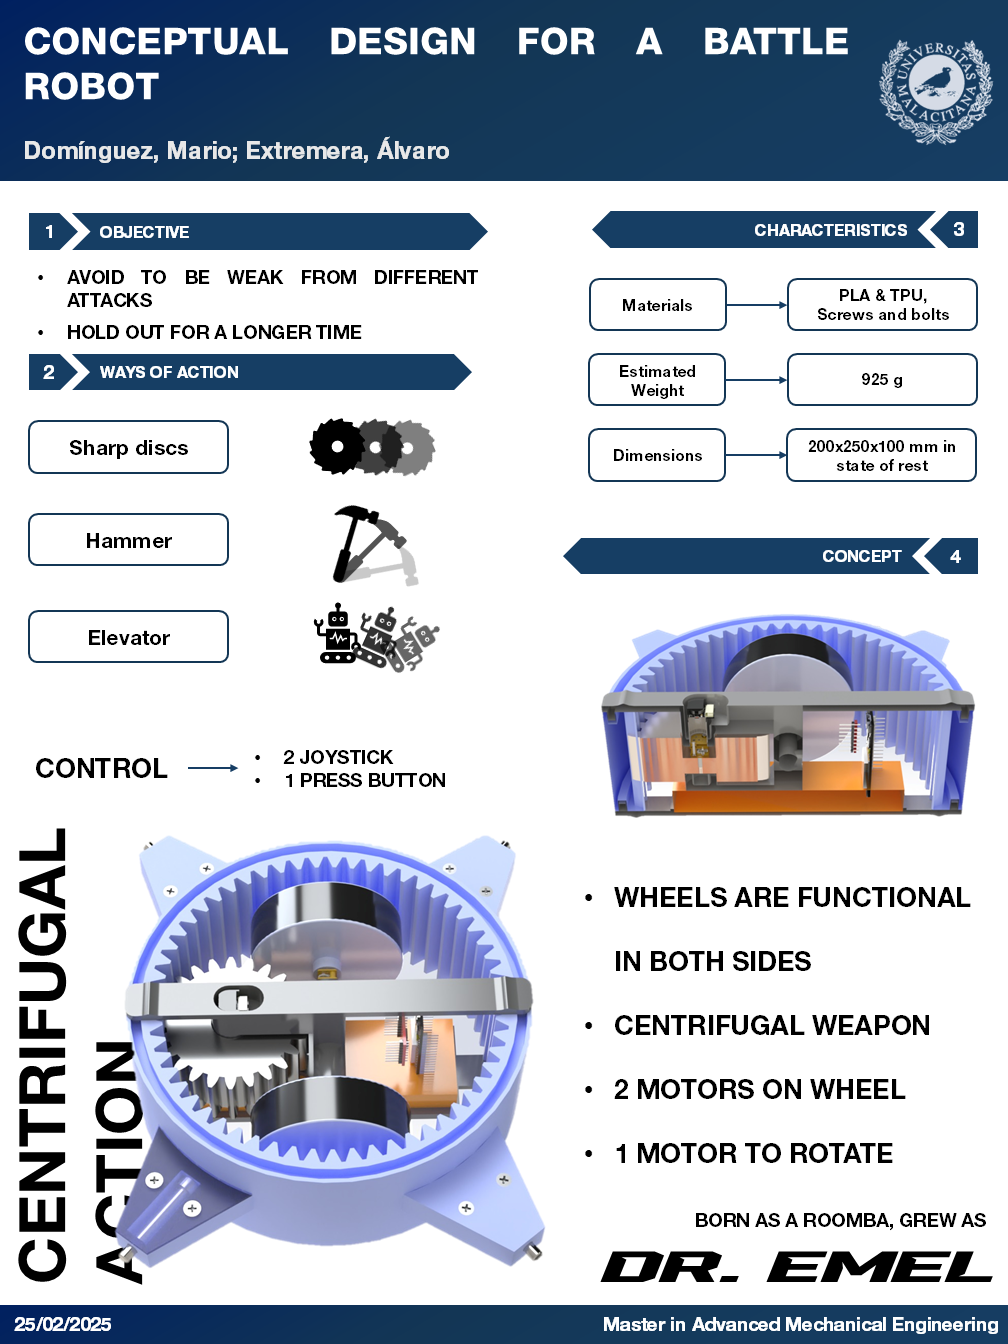 CONCEPTUAL DESIGN FOR A BATTLE
ROBOT
Domínguez, Mario; Extremera, Álvaro
UNIVERSITAS
MALACITANA
1 OBJECTIVE
• AVOID TO BE WEAK FROM DIFFERENT
ATTACKS
• HOLD OUT FOR A LONGER TIME
2 WAYS OF ACTION
Sharp discs
Hammer
Elevator
CONTROL
• 2 JOYSTICK
• 1 PRESS BUTTON
CENTRIFUGAL
ACTION
CHARACTERISTICS 3
Materials
PLA & TPU,
Screws and bolts
Estimated
Weight
925 g
Dimensions
200x250x100 mm in
state of rest
CONCEPT 4
• WHEELS ARE FUNCTIONAL
IN BOTH SIDES
• CENTRIFUGAL WEAPON
• 2 MOTORS ON WHEEL
• 1 MOTOR TO ROTATE
BORN AS A ROOMBA, GREW AS
DR. EMEL
25/02/2025
Master in Advanced Mechanical Engineering